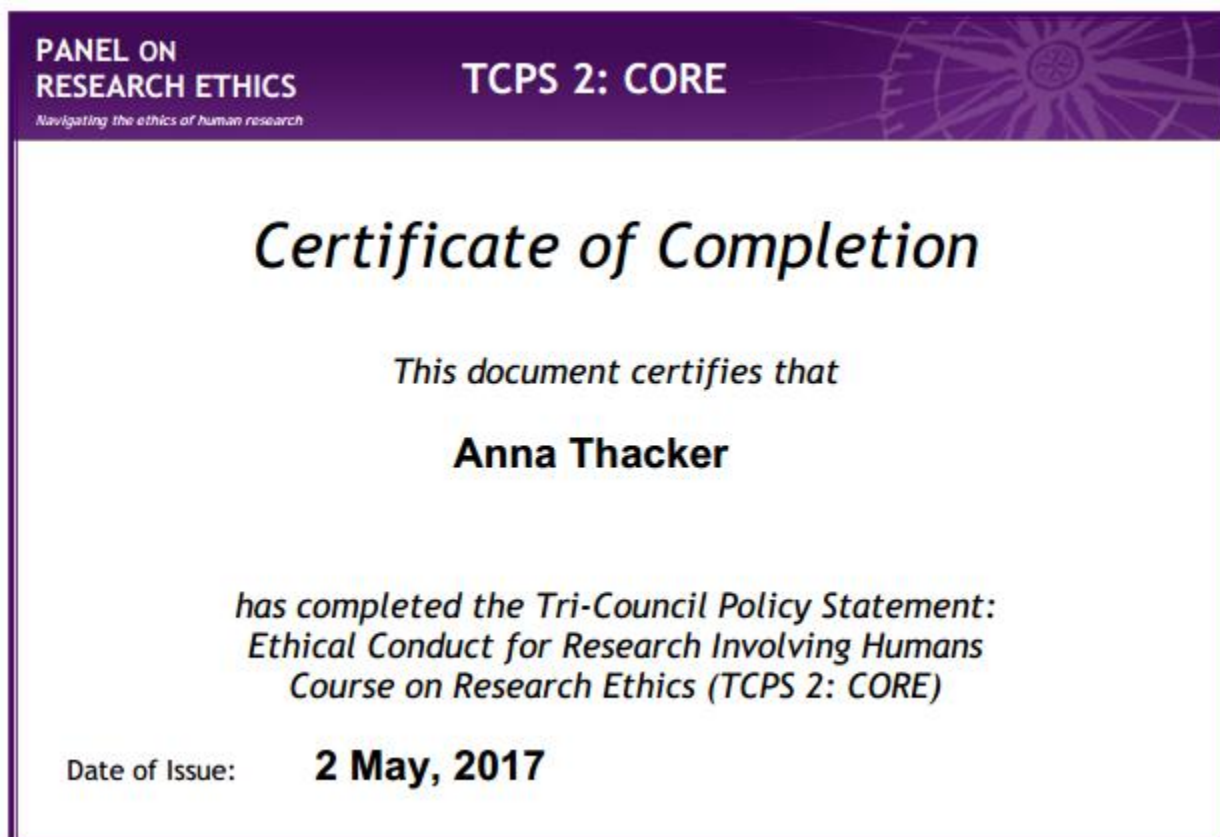 PANEL ON
RESEARCH ETHICS
Navigating the ethics of human research
TCPS 2: CORE
Certificate of Completion
This document certifies that
Anna Thacker
has completed the Tri-Council Policy Statement:
Ethical Conduct for Research Involving Humans
Course on Research Ethics (TCPS 2: CORE)
Date of Issue: 2 May, 2017